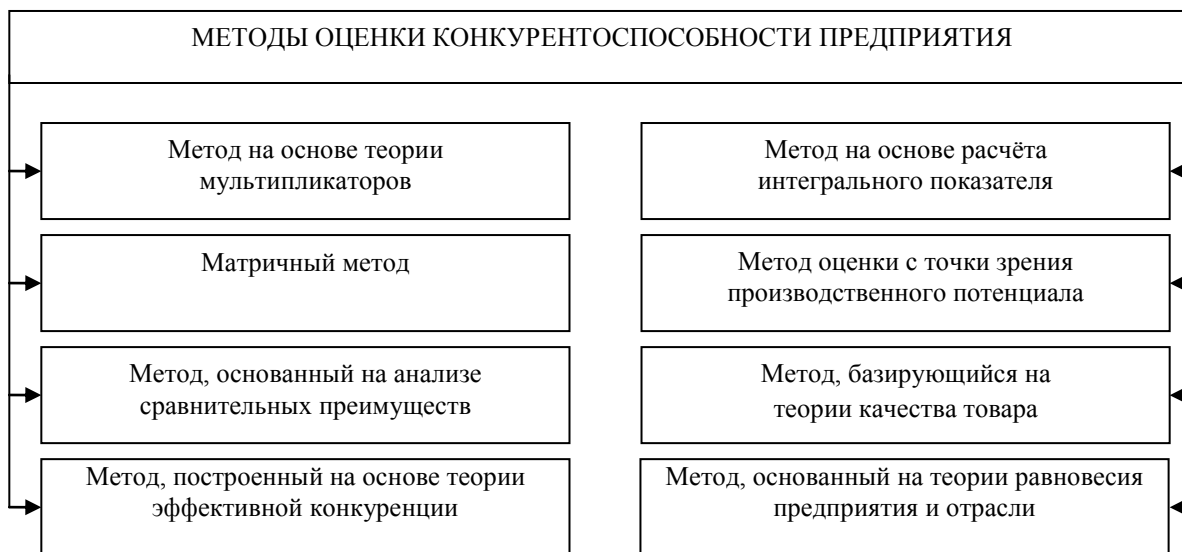 МЕТОДЫ ОЦЕНКИ КОНКУРЕНТОСПОСОБНОСТИ ПРЕДПРИЯТИЯ
Метод на основе теории
мультипликаторов
Метод на основе расчёта
интегрального показателя
Матричный метод
Метод оценки с точки зрения
производственного потенциала
Метод, основанный на анализе
сравнительных преимуществ
Метод, базирующийся на
теории качества товара
Метод, построенный на основе теории
эффективной конкуренции
Метод, основанный на теории равновесия
предприятия и отрасли